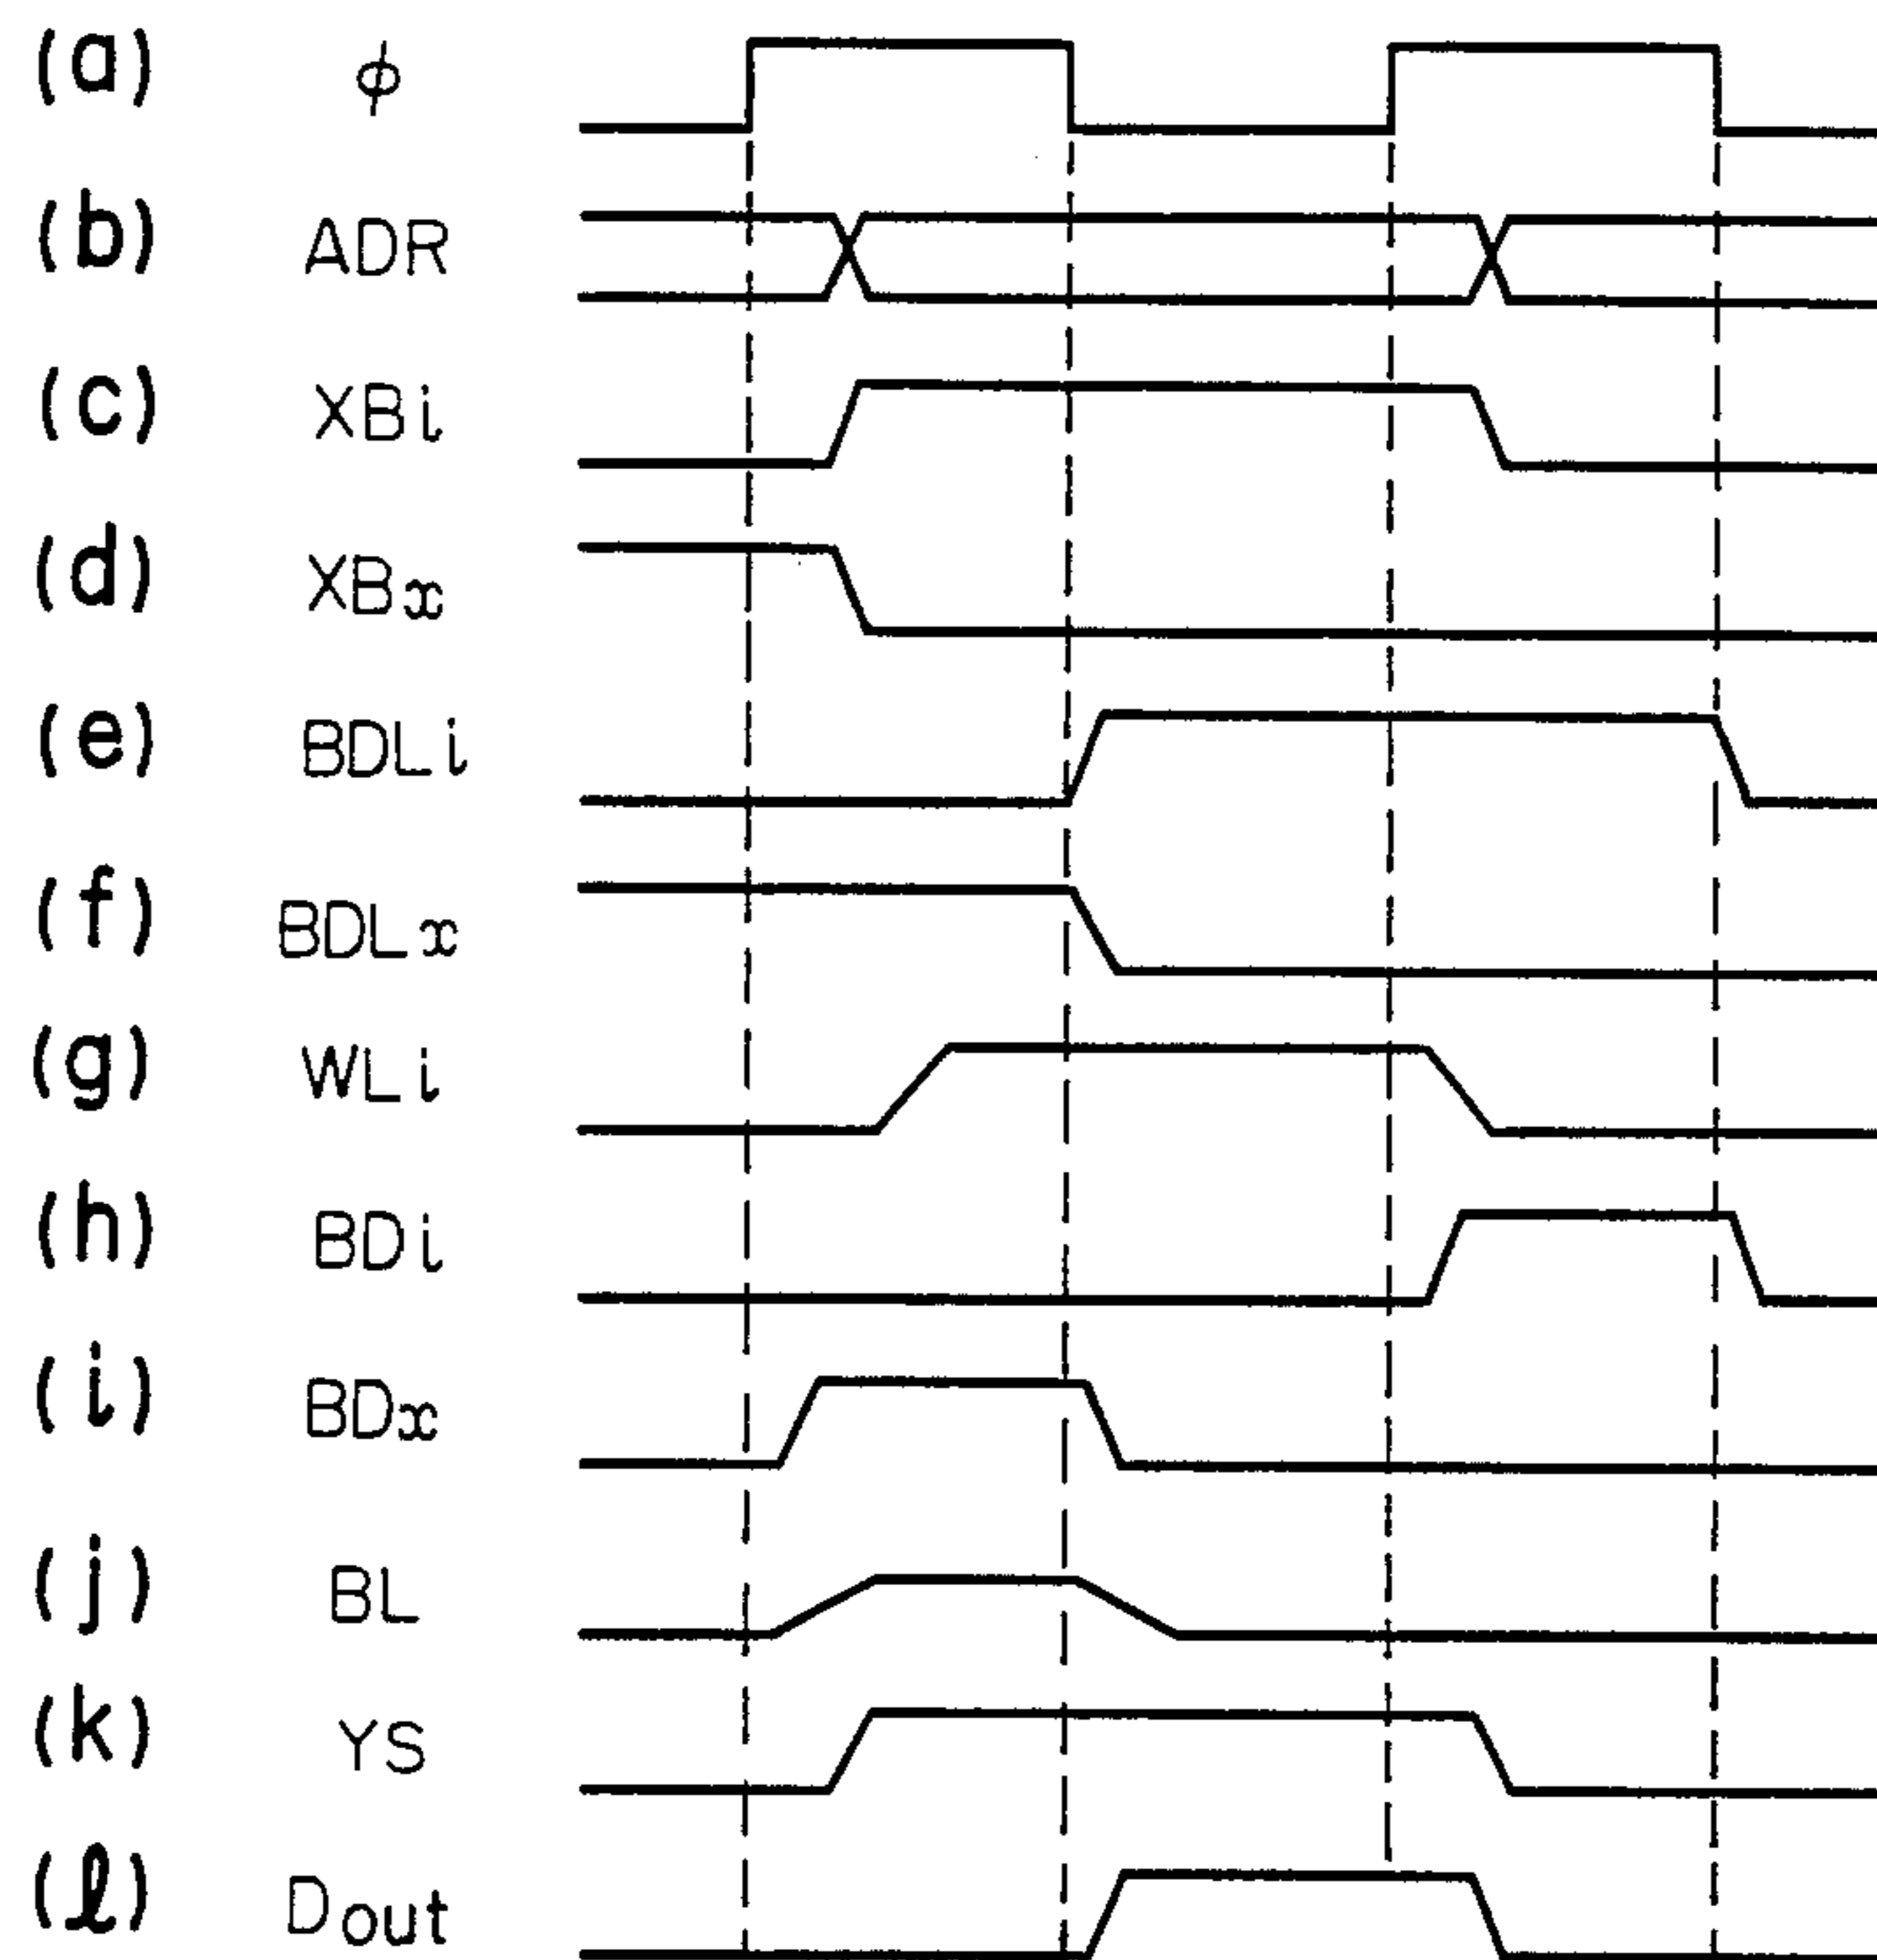 (a) ϕ
(b) ADR
(c) XBi
(d) XBx
(e) BDLi
(f) BDLx
(g) WLi
(h) BDi
(i) BDx
(j) BL
(k) YS
(ℓ) Dout